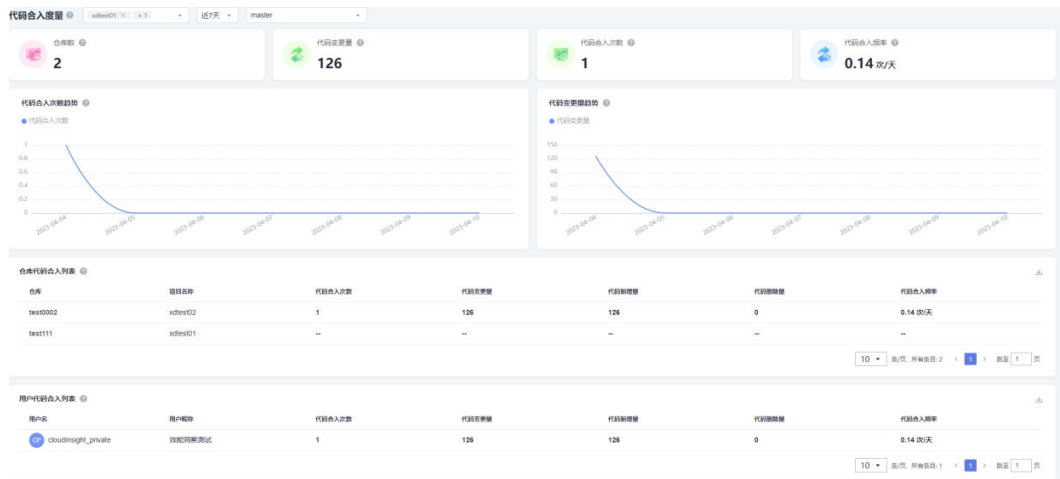 代码合入度量
xdtest01 × + 1 近7天 master
仓库数
2
代码变更量
126
代码合入次数
1
代码合入频率
0.14 次/天
代码合入次数趋势
代码合入次数
1
0.8
0.6
0.4
0.2
0
2023-04-04 2023-04-05 2023-04-06 2023-04-07 2023-04-08 2023-04-09 2023-04-10
代码变更量趋势
代码变更量
150
120
90
60
30
0
2023-04-04 2023-04-05 2023-04-06 2023-04-07 2023-04-08 2023-04-09 2023-04-10
仓库代码合入列表
仓库 项目名称 代码合入次数 代码变更量 代码新增量 代码删除量 代码合入频率
test0002 xdtest02 1 126 126 0 0.14 次/天
test111 xdtest01 -- -- -- -- --
10 条/页, 所有条目: 2 < 1 > 跳至 1 页
用户代码合入列表
用户名 用户昵称 代码合入次数 代码变更量 代码新增量 代码删除量 代码合入频率
CP cloudInsight_private 效能洞察测试 1 126 126 0 0.14 次/天
10 条/页, 所有条目: 1 < 1 > 跳至 1 页